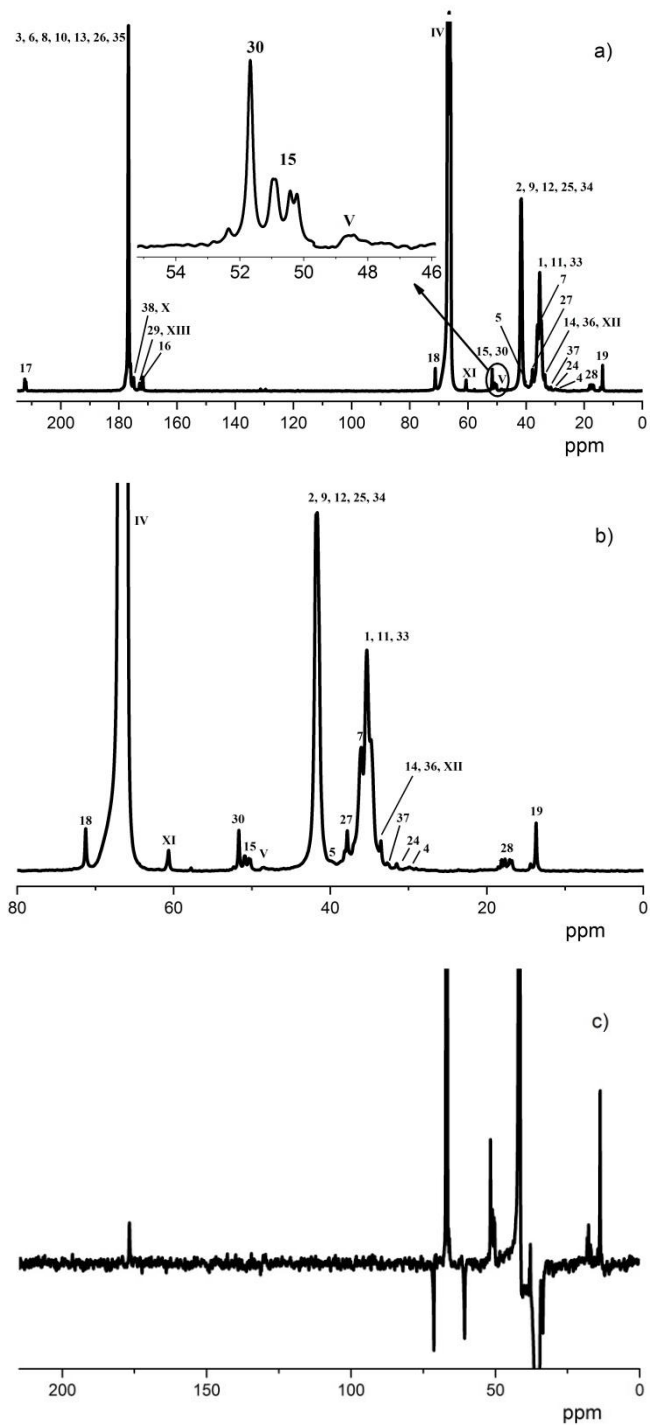 IV
a)
3, 6, 8, 10, 13, 26, 35
30
15
V
54 52 50 48 46
2, 9, 12, 25, 34
1, 11, 33
7
27
14, 36, XII
37
24
4
28
19
5
15, 30
V
XI
18
38, X
29, XIII
16
17
200 180 160 140 120 100 80 60 40 20 0
ppm
b)
IV
2, 9, 12, 25, 34
1, 11, 33
7
14, 36, XII
18
XI
30
15
V
5
27
37
24
4
28
19
80 60 40 20 0
ppm
c)
200 150 100 50 0
ppm